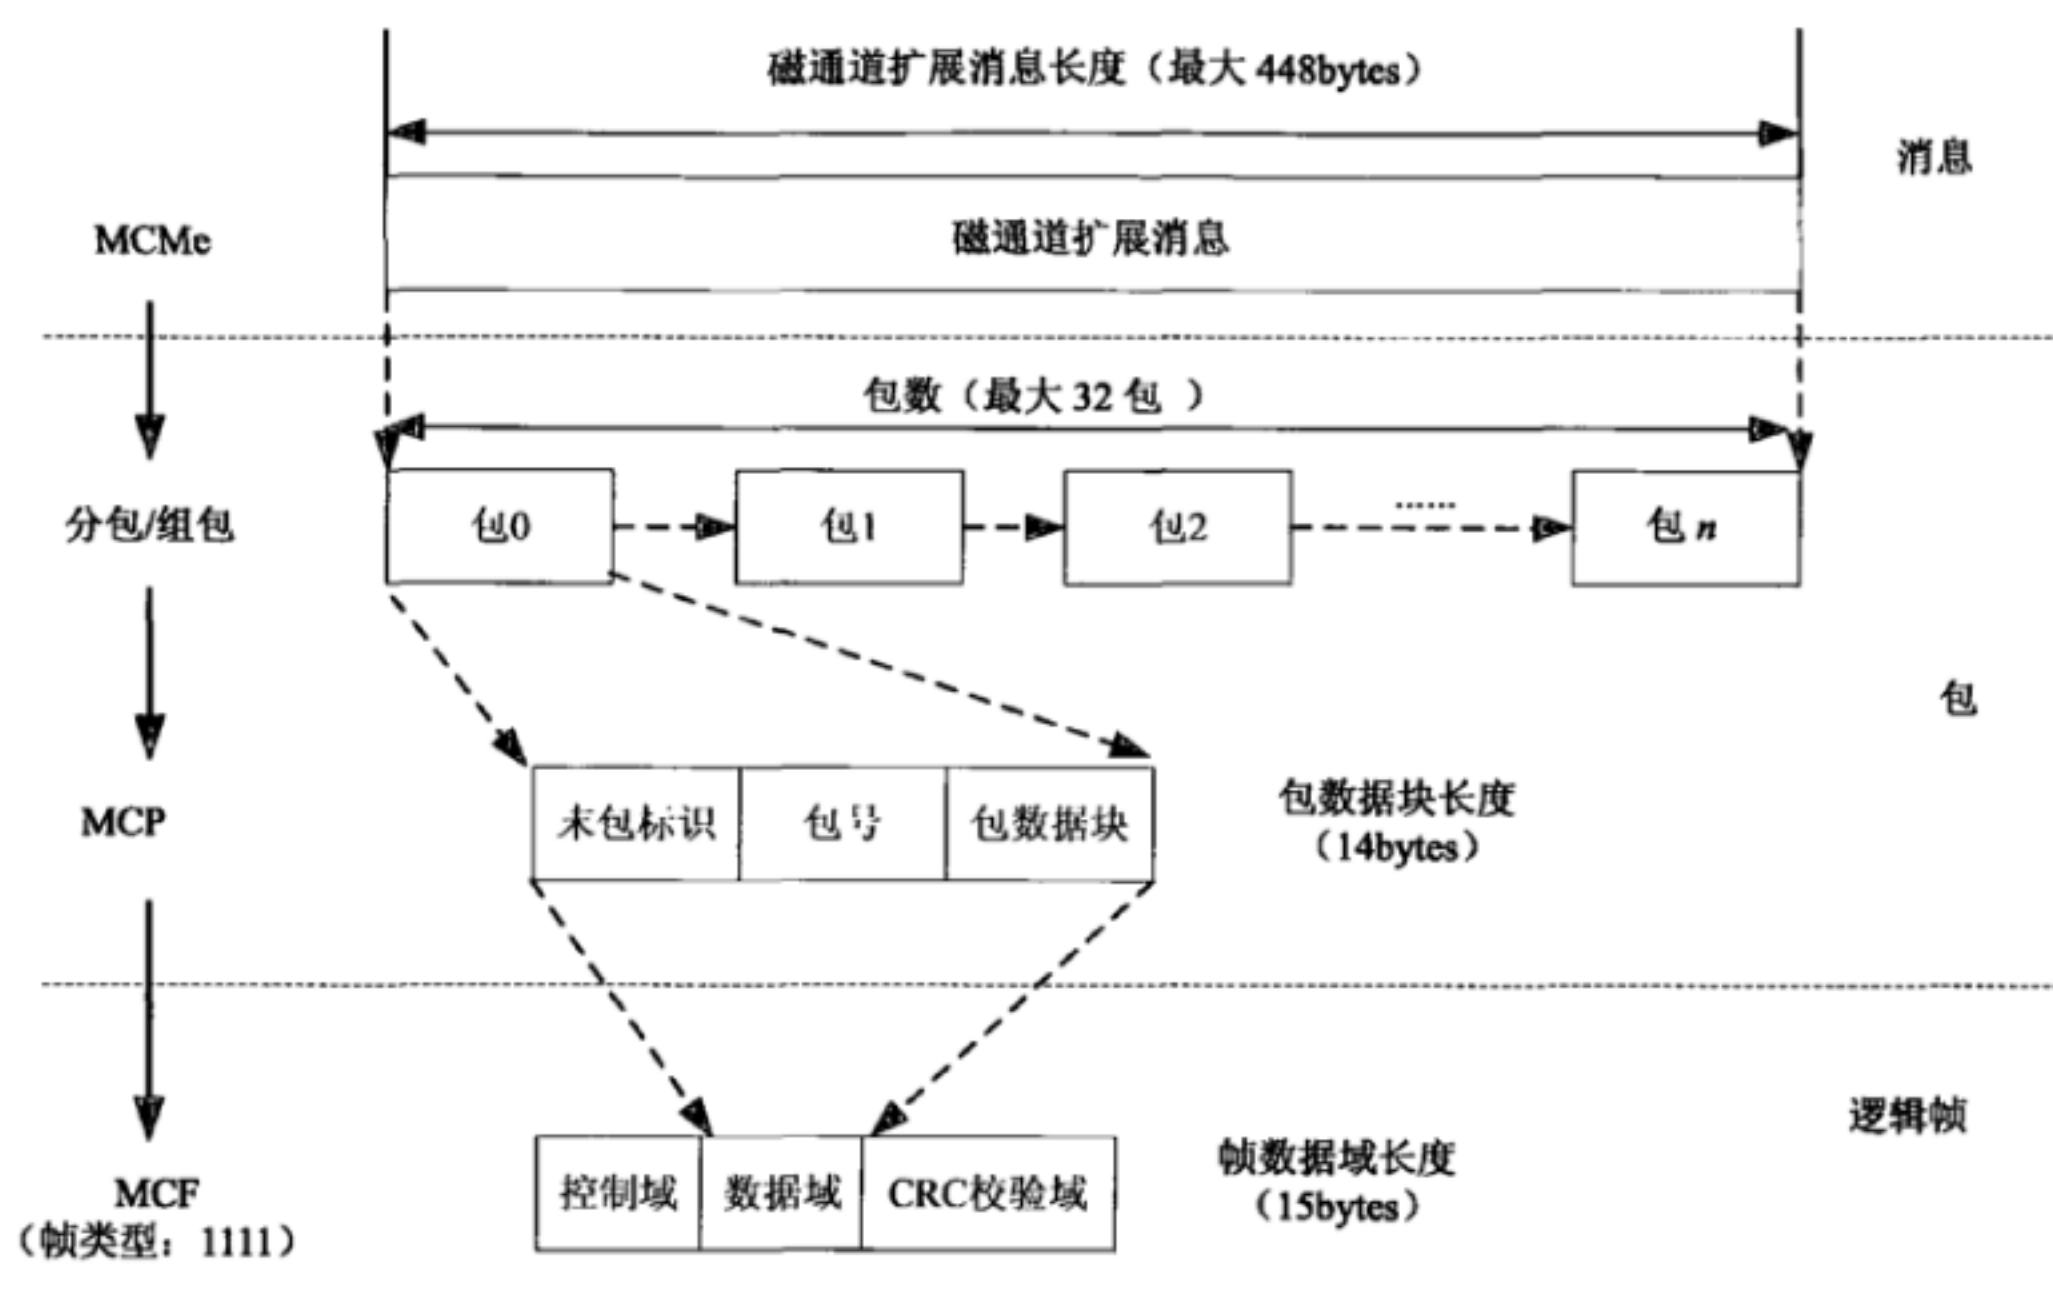 磁通道扩展消息长度（最大 448bytes）
消息
MCMe
磁通道扩展消息
包数（最大 32 包 ）
分包/组包
包0
包1
包2
……
包 n
包
MCP
末包标识
包号
包数据块
包数据块长度
（14bytes）
逻辑帧
MCF
（帧类型：1111）
控制域
数据域
CRC校验域
帧数据域长度
（15bytes）